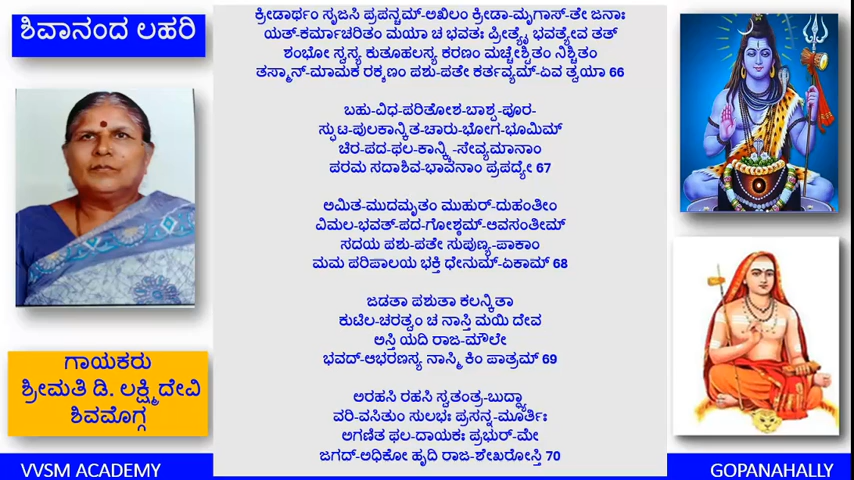 ಶಿವಾನಂದ ಲಹರಿ
ಕ್ರೀಡಾರ್ಥಂ ಸೃಜಸಿ ಪ್ರಪನ್ಚಮ್-ಅಖಿಲಂ ಕ್ರೀಡಾ-ಮೃಗಾಸ್-ತೇ ಜನಾಃ
ಯತ್-ಕರ್ಮಾಚರಿತಂ ಮಯಾ ಚ ಭವತಃ ಪ್ರೀತ್ಯೈ ಭವತ್ಯೇವ ತತ್
ಶಂಭೋ ಸ್ವಸ್ಯ ಕುತೂಹಲಸ್ಯ ಕರಣಂ ಮಚ್ಚೇಶ್ಟಿತಂ ನಿಶ್ಚಿತಂ
ತಸ್ಮಾನ್-ಮಾಮಕ ರಕ್ಶಣಂ ಪಶು-ಪತೇ ಕರ್ತವ್ಯಮ್-ಏವ ತ್ವಯಾ 66
ಬಹು-ವಿಧ-ಪರಿತೋಶ-ಬಾಶ್ಪ-ಪೂರ-
ಸ್ಫುಟ-ಪುಲಕಾನ್ಕಿತ-ಚಾರು-ಭೋಗ-ಭೂಮಿಮ್
ಚಿರ-ಪದ-ಫಲ-ಕಾನ್ಕ್ಶಿ-ಸೇವ್ಯಮಾನಾಂ
ಪರಮ ಸದಾಶಿವ-ಭಾವನಾಂ ಪ್ರಪದ್ಯೇ 67
ಅಮಿತ-ಮುದಮೃತಂ ಮುಹುರ್-ದುಹಂತೀಂ
ವಿಮಲ-ಭವತ್-ಪದ-ಗೋಶ್ಠಮ್-ಆವಸಂತೀಮ್
ಸದಯ ಪಶು-ಪತೇ ಸುಪುಣ್ಯ-ಪಾಕಾಂ
ಮಮ ಪರಿಪಾಲಯ ಭಕ್ತಿ ಧೇನುಮ್-ಏಕಾಮ್ 68
ಜಡತಾ ಪಶುತಾ ಕಲನ್ಕಿತಾ
ಕುಟಿಲ-ಚರತ್ವಂ ಚ ನಾಸ್ತಿ ಮಯಿ ದೇವ
ಅಸ್ತಿ ಯದಿ ರಾಜ-ಮೌಲೇ
ಭವದ್-ಆಭರಣಸ್ಯ ನಾಸ್ಮಿ ಕಿಂ ಪಾತ್ರಮ್ 69
ಅರಹಸಿ ರಹಸಿ ಸ್ವತಂತ್ರ-ಬುದ್ಧ್ಯಾ
ವರಿ-ವಸಿತುಂ ಸುಲಭಃ ಪ್ರಸನ್ನ-ಮೂರ್ತಿಃ
ಅಗಣಿತ ಫಲ-ದಾಯಕಃ ಪ್ರಭುರ್-ಮೇ
ಜಗದ್-ಅಧಿಕೋ ಹೃದಿ ರಾಜ-ಶೇಖರೋಸ್ತಿ 70
ಗಾಯಕರು
ಶ್ರೀಮತಿ ಡಿ. ಲಕ್ಷ್ಮಿದೇವಿ
ಶಿವಮೊಗ್ಗ
VVSM ACADEMY
GOPANAHALLY